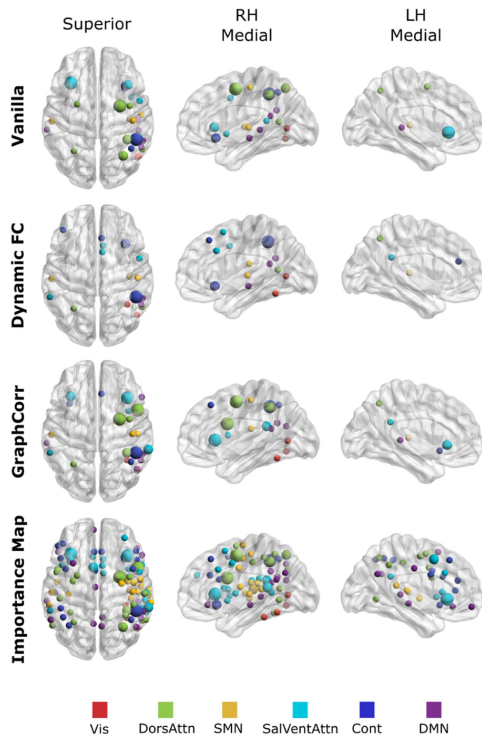 Superior
RH
Medial
LH
Medial
Vanilla
Dynamic FC
GraphCorr
Importance Map
Vis
DorsAttn
SMN
SalVentAttn
Cont
DMN